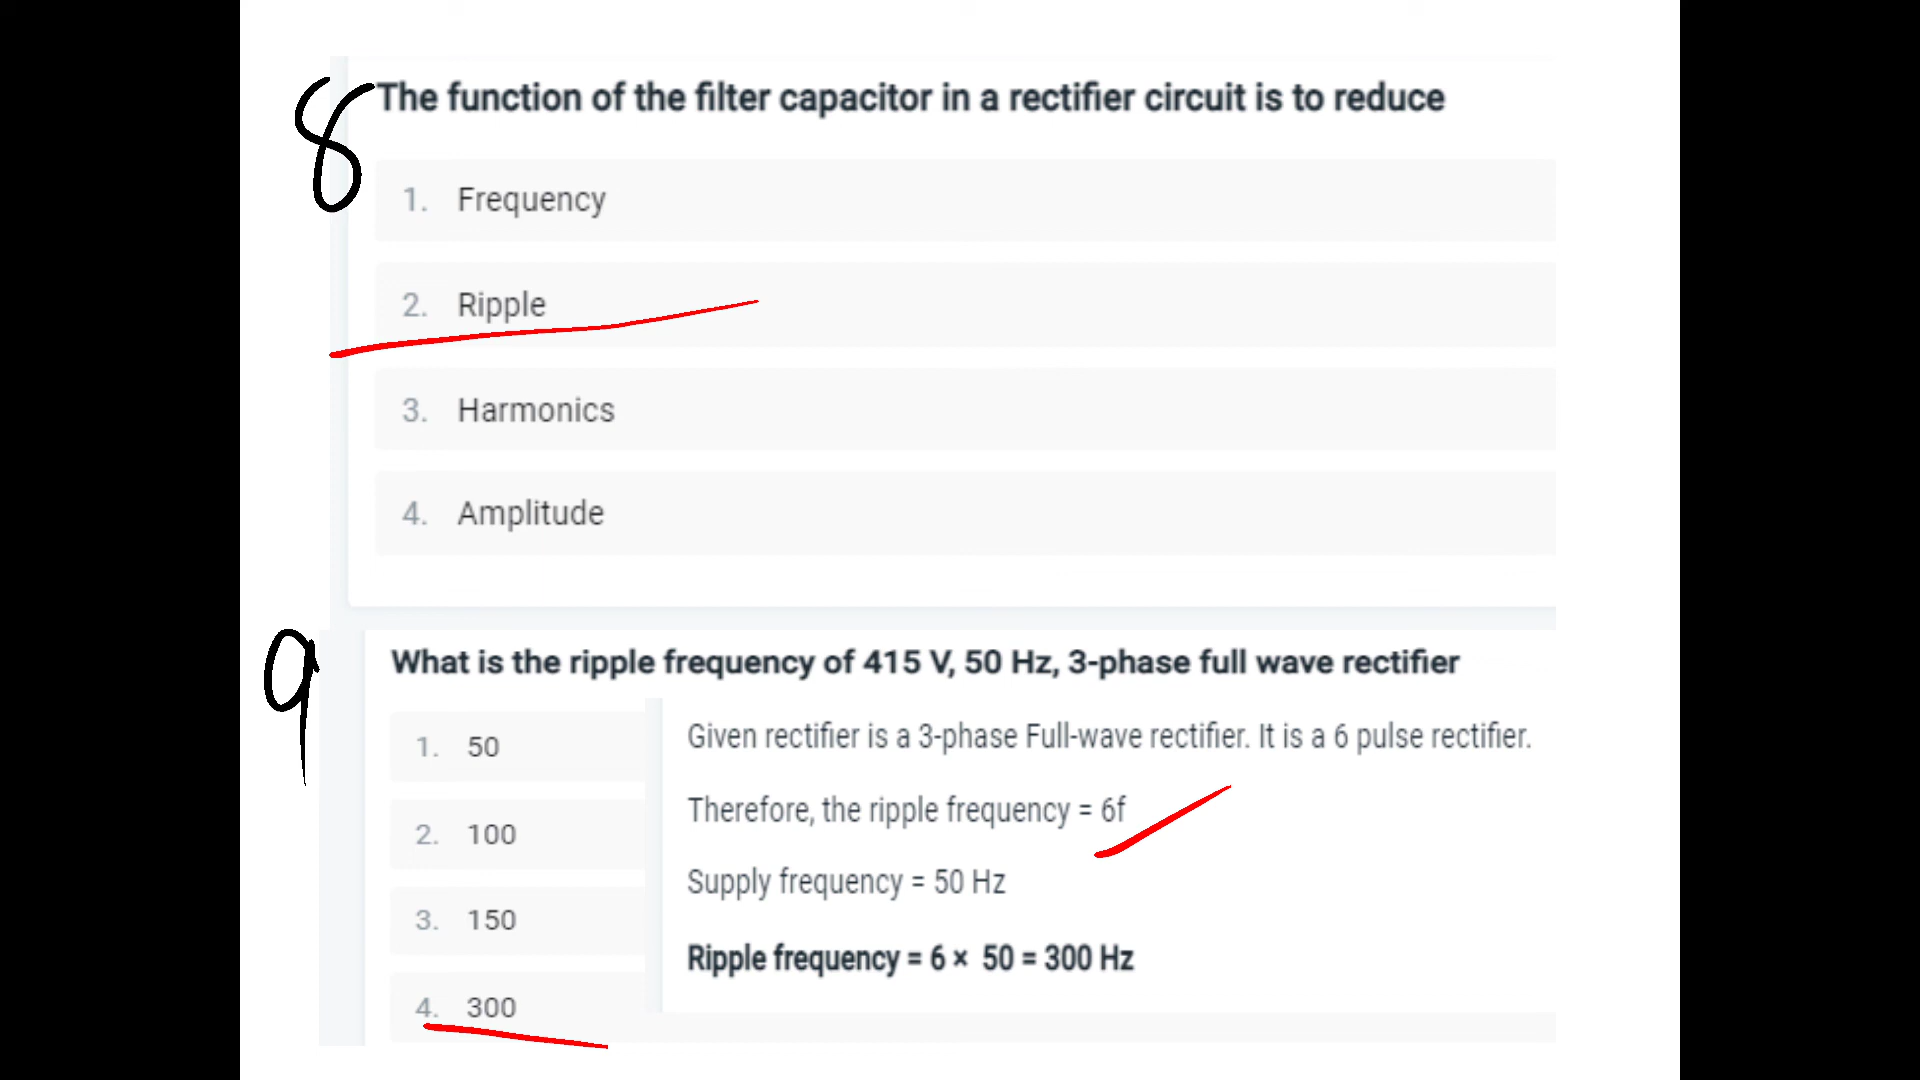 8
The function of the filter capacitor in a rectifier circuit is to reduce
1. Frequency
2. Ripple
3. Harmonics
4. Amplitude
9
What is the ripple frequency of 415 V, 50 Hz, 3-phase full wave rectifier
1. 50
2. 100
3. 150
4. 300
Given rectifier is a 3-phase Full-wave rectifier. It is a 6 pulse rectifier.
Therefore, the ripple frequency = 6f
Supply frequency = 50 Hz
Ripple frequency = 6 × 50 = 300 Hz